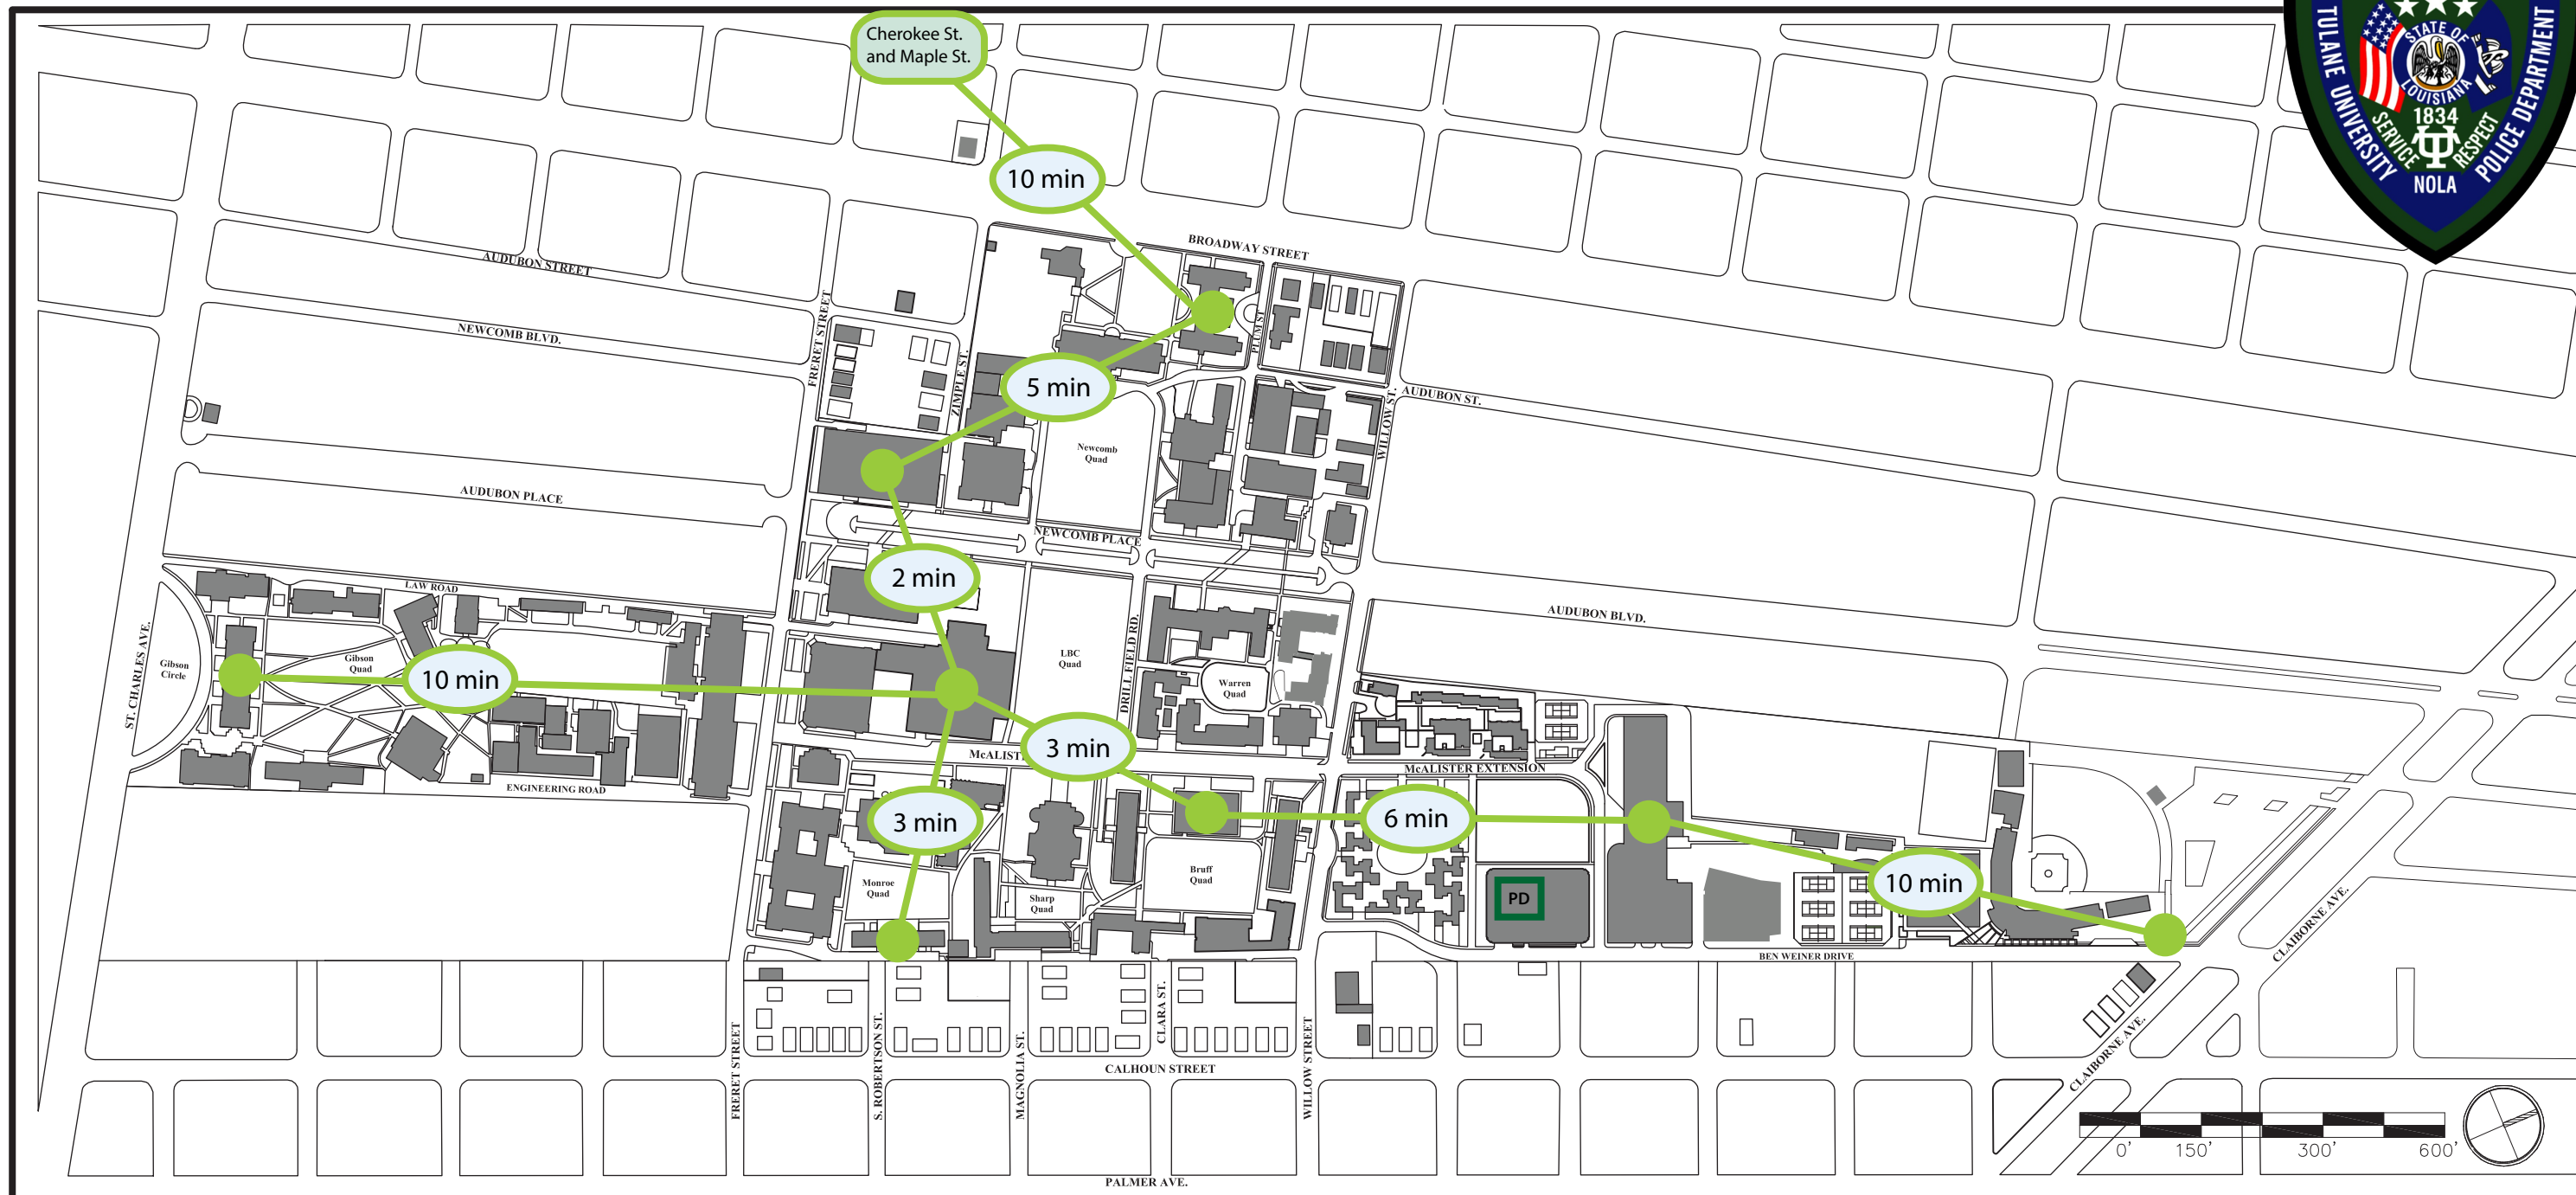 Cherokee St.
and Maple St.
TULANE UNIVERSITY
POLICE DEPARTMENT
STATE OF
LOUISIANA
1834
SERVICE
RESPECT
NOLA
10 min
BROADWAY STREET
AUDUBON STREET
NEWCOMB BLVD.
FRERET STREET
ZIMPLE ST.
PLUM ST
5 min
WILLOW ST.
AUDUBON ST.
Newcomb
Quad
AUDUBON PLACE
NEWCOMB PLACE
2 min
LAW ROAD
AUDUBON BLVD.
ST. CHARLES AVE.
Gibson
Circle
Gibson
Quad
10 min
LBC
Quad
DRILL FIELD RD.
Warren
Quad
McALIST
3 min
McALISTER EXTENSION
ENGINEERING ROAD
3 min
6 min
Monroe
Quad
Sharp
Quad
Bruff
Quad
PD
10 min
BEN WEINER DRIVE
CLAIBORNE AVE.
FRERET STREET
S. ROBERTSON ST.
MAGNOLIA ST.
CLARA ST.
WILLOW STREET
CALHOUN STREET
CLAIBORNE AVE.
0' 150' 300' 600'
PALMER AVE.